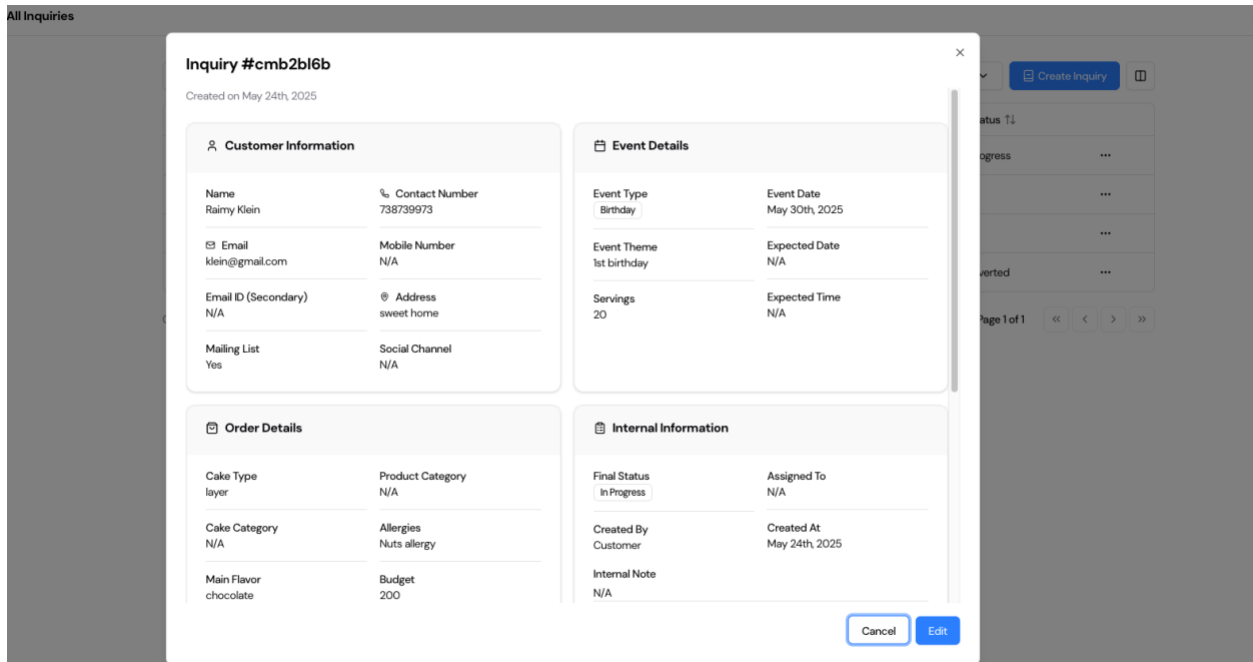 All Inquiries
Inquiry #cmb2bl6b
Created on May 24th, 2025
Create Inquiry
Customer Information
Name
Raimy Klein
Contact Number
738739973
Email
klein@gmail.com
Mobile Number
N/A
Email ID (Secondary)
N/A
Address
sweet home
Mailing List
Yes
Social Channel
N/A
Event Details
Event Type
Birthday
Event Date
May 30th, 2025
Event Theme
1st birthday
Expected Date
N/A
Servings
20
Expected Time
N/A
Order Details
Cake Type
layer
Product Category
N/A
Cake Category
N/A
Allergies
Nuts allergy
Main Flavor
chocolate
Budget
200
Internal Information
Final Status
In Progress
Assigned To
N/A
Created By
Customer
Created At
May 24th, 2025
Internal Note
N/A
Cancel
Edit
atus
ogress
verted
Page 1 of 1